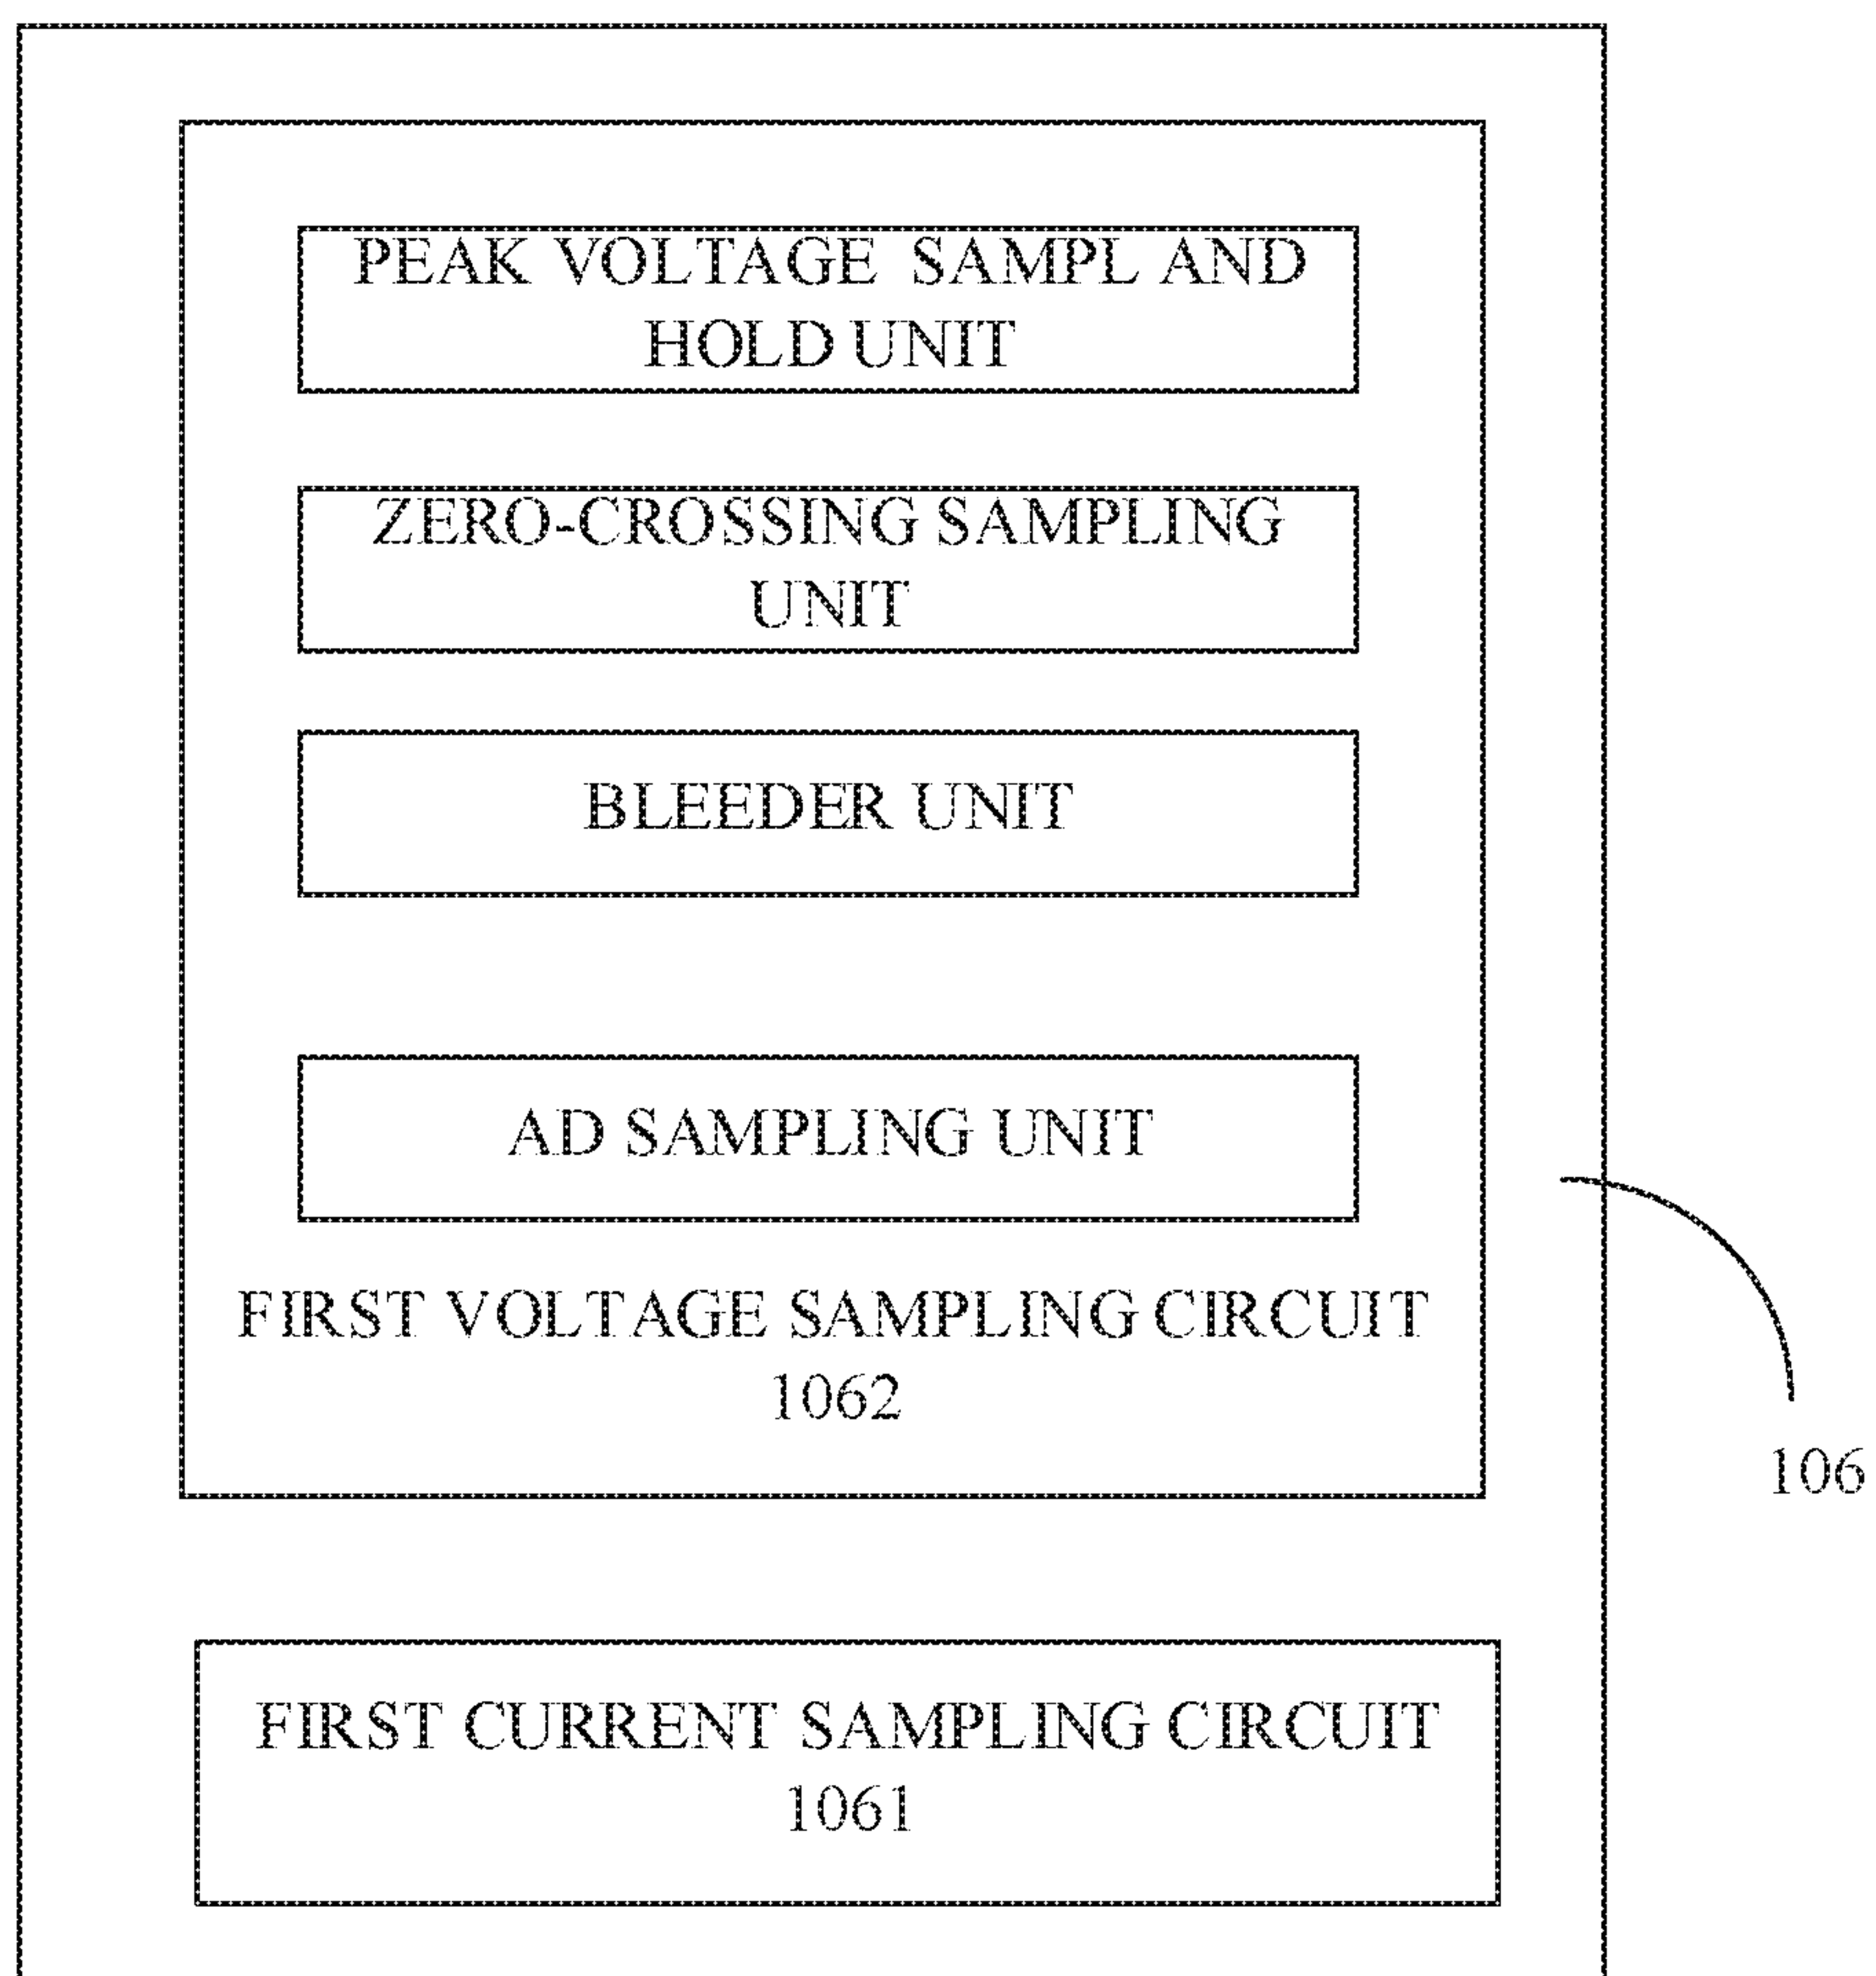 PEAK VOLTAGE SAMPL AND
HOLD UNIT
ZERO-CROSSING SAMPLING
UNIT
BLEEDER UNIT
AD SAMPLING UNIT
FIRST VOLTAGE SAMPLING CIRCUIT
1062
106
FIRST CURRENT SAMPLING CIRCUIT
1061